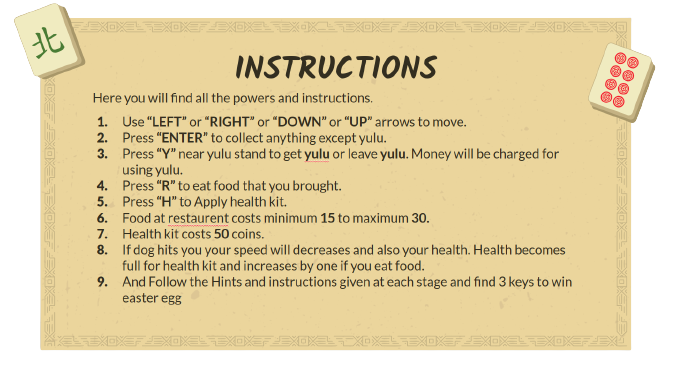 北
INSTRUCTIONS
Here you will find all the powers and instructions.
1. Use “LEFT” or “RIGHT” or “DOWN” or “UP” arrows to move.
2. Press “ENTER” to collect anything except yulu.
3. Press “Y” near yulu stand to get yulu or leave yulu. Money will be charged for
using yulu.
4. Press “R” to eat food that you brought.
5. Press “H” to Apply health kit.
6. Food at restaurent costs minimum 15 to maximum 30.
7. Health kit costs 50 coins.
8. If dog hits you your speed will decreases and also your health. Health becomes
full for health kit and increases by one if you eat food.
9. And Follow the Hints and instructions given at each stage and find 3 keys to win
easter egg